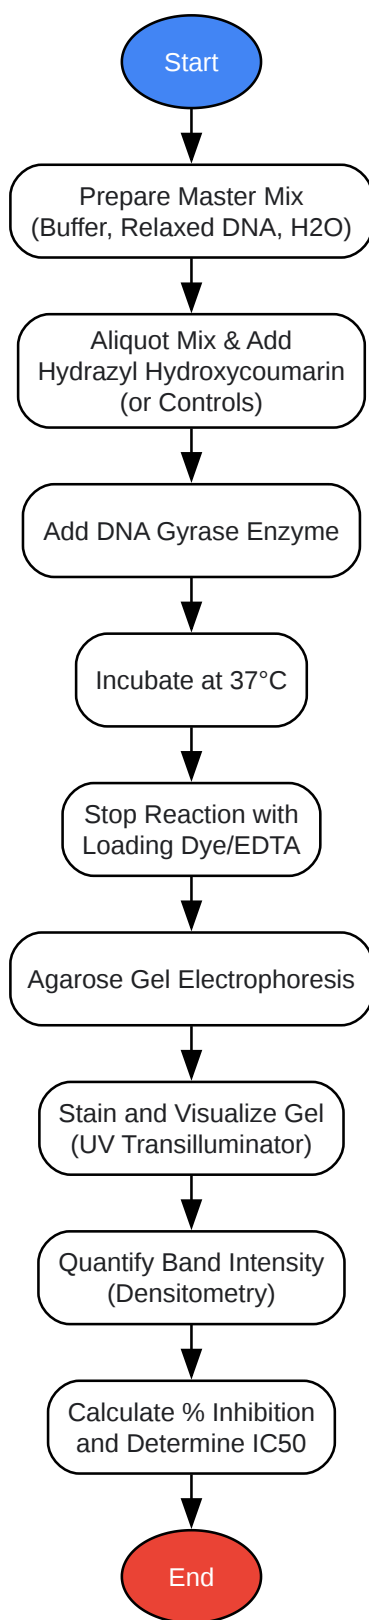 Start
Prepare Master Mix
(Buffer, Relaxed DNA, H2O)
Aliquot Mix & Add
Hydrazyl Hydroxycoumarin
(or Controls)
Add DNA Gyrase Enzyme
Incubate at 37°C
Stop Reaction with
Loading Dye/EDTA
Agarose Gel Electrophoresis
Stain and Visualize Gel
(UV Transilluminator)
Quantify Band Intensity
(Densitometry)
Calculate % Inhibition
and Determine IC50
End